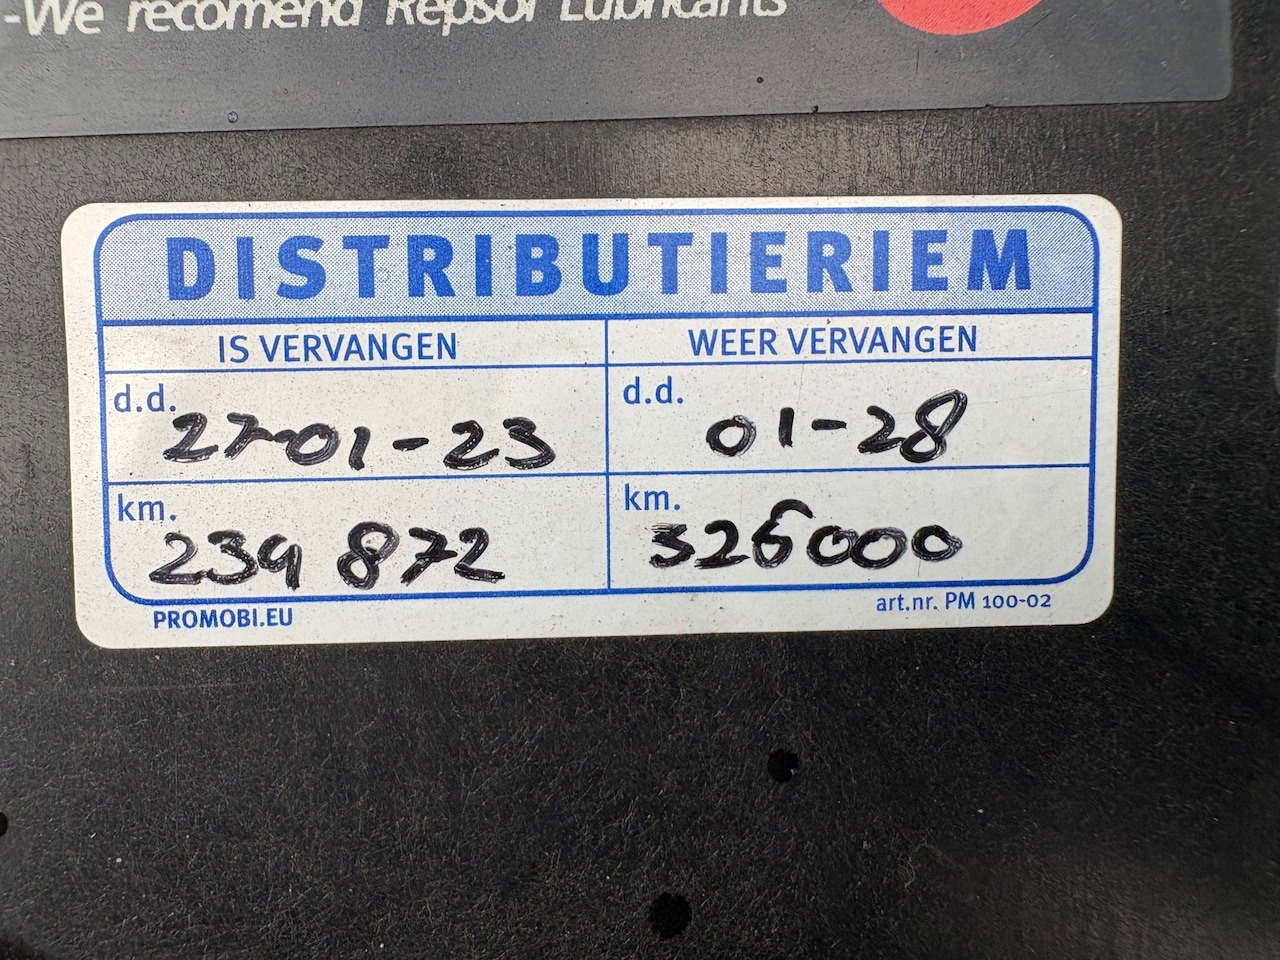 -We recomend Repsol Lubricants
DISTRIBUTIERIEM
IS VERVANGEN
WEER VERVANGEN
d.d. 27-01-23
d.d. 01-28
km. 239 872
km. 326000
PROMOBI.EU
art.nr. PM 100-02